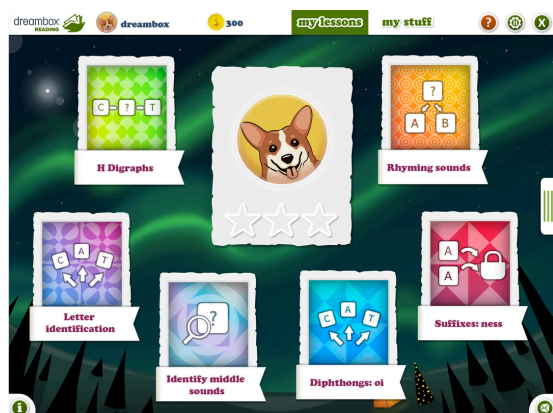 dreambox
READING
dreambox
300
my lessons
my stuff
?
X
C-?-T
H Digraphs
?
A B
Rhyming sounds
C A T
Letter
identification
?
Identify middle
sounds
C A T
Diphthongs: oi
A
A
Suffixes: ness
i